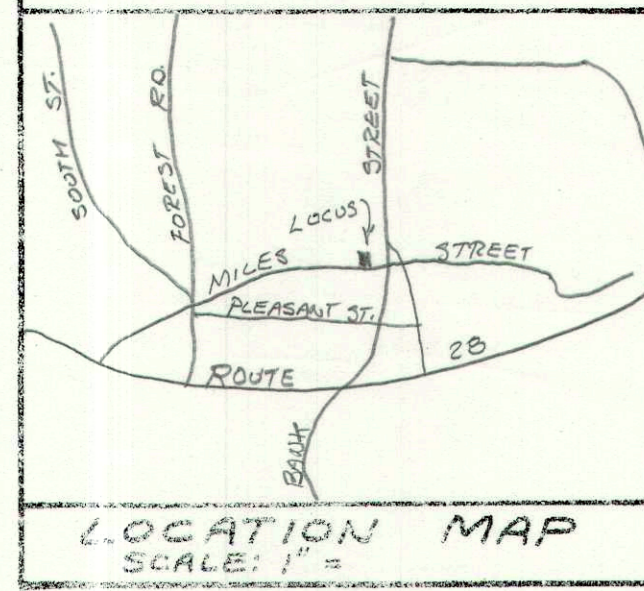 SOUTH ST.
FOREST RD.
STREET
LOCUS
MILES
STREET
PLEASANT ST.
28
ROUTE
BANK
LOCATION MAP
SCALE: 1" =